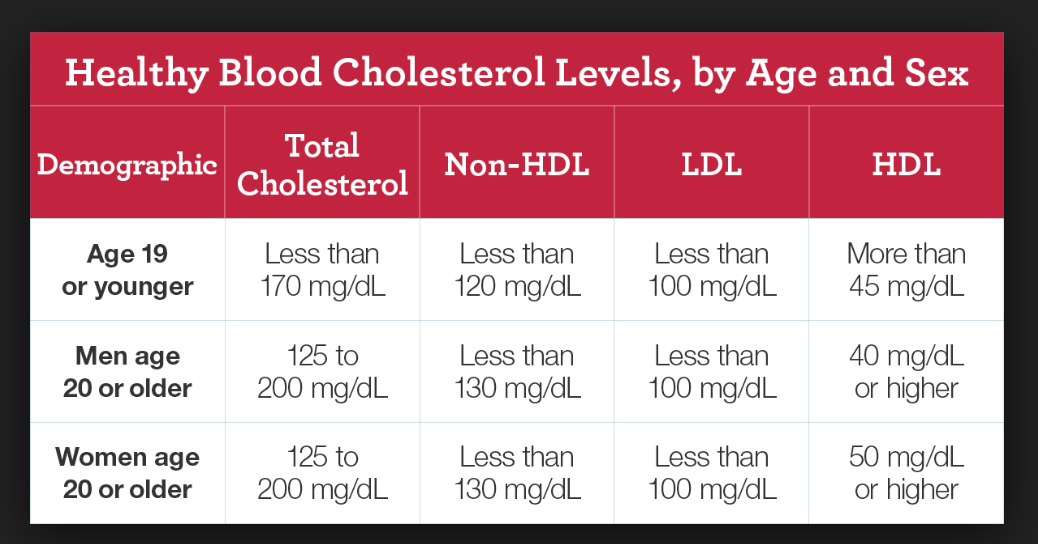 Healthy Blood Cholesterol Levels, by Age and Sex
Demographic
Total
Cholesterol
Non-HDL
LDL
HDL
Age 19
or younger
Less than
170 mg/dL
Less than
120 mg/dL
Less than
100 mg/dL
More than
45 mg/dL
Men age
20 or older
125 to
200 mg/dL
Less than
130 mg/dL
Less than
100 mg/dL
40 mg/dL
or higher
Women age
20 or older
125 to
200 mg/dL
Less than
130 mg/dL
Less than
100 mg/dL
50 mg/dL
or higher